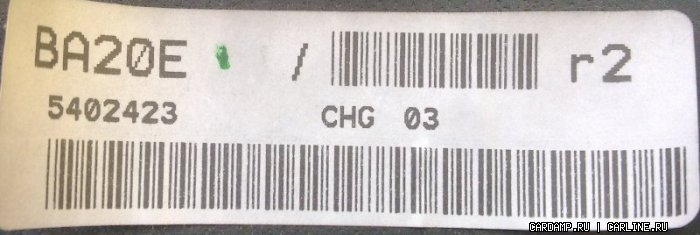 BA20E / r2
5402423 CHG 03
CARDAMP.RU | CARLINE.RU